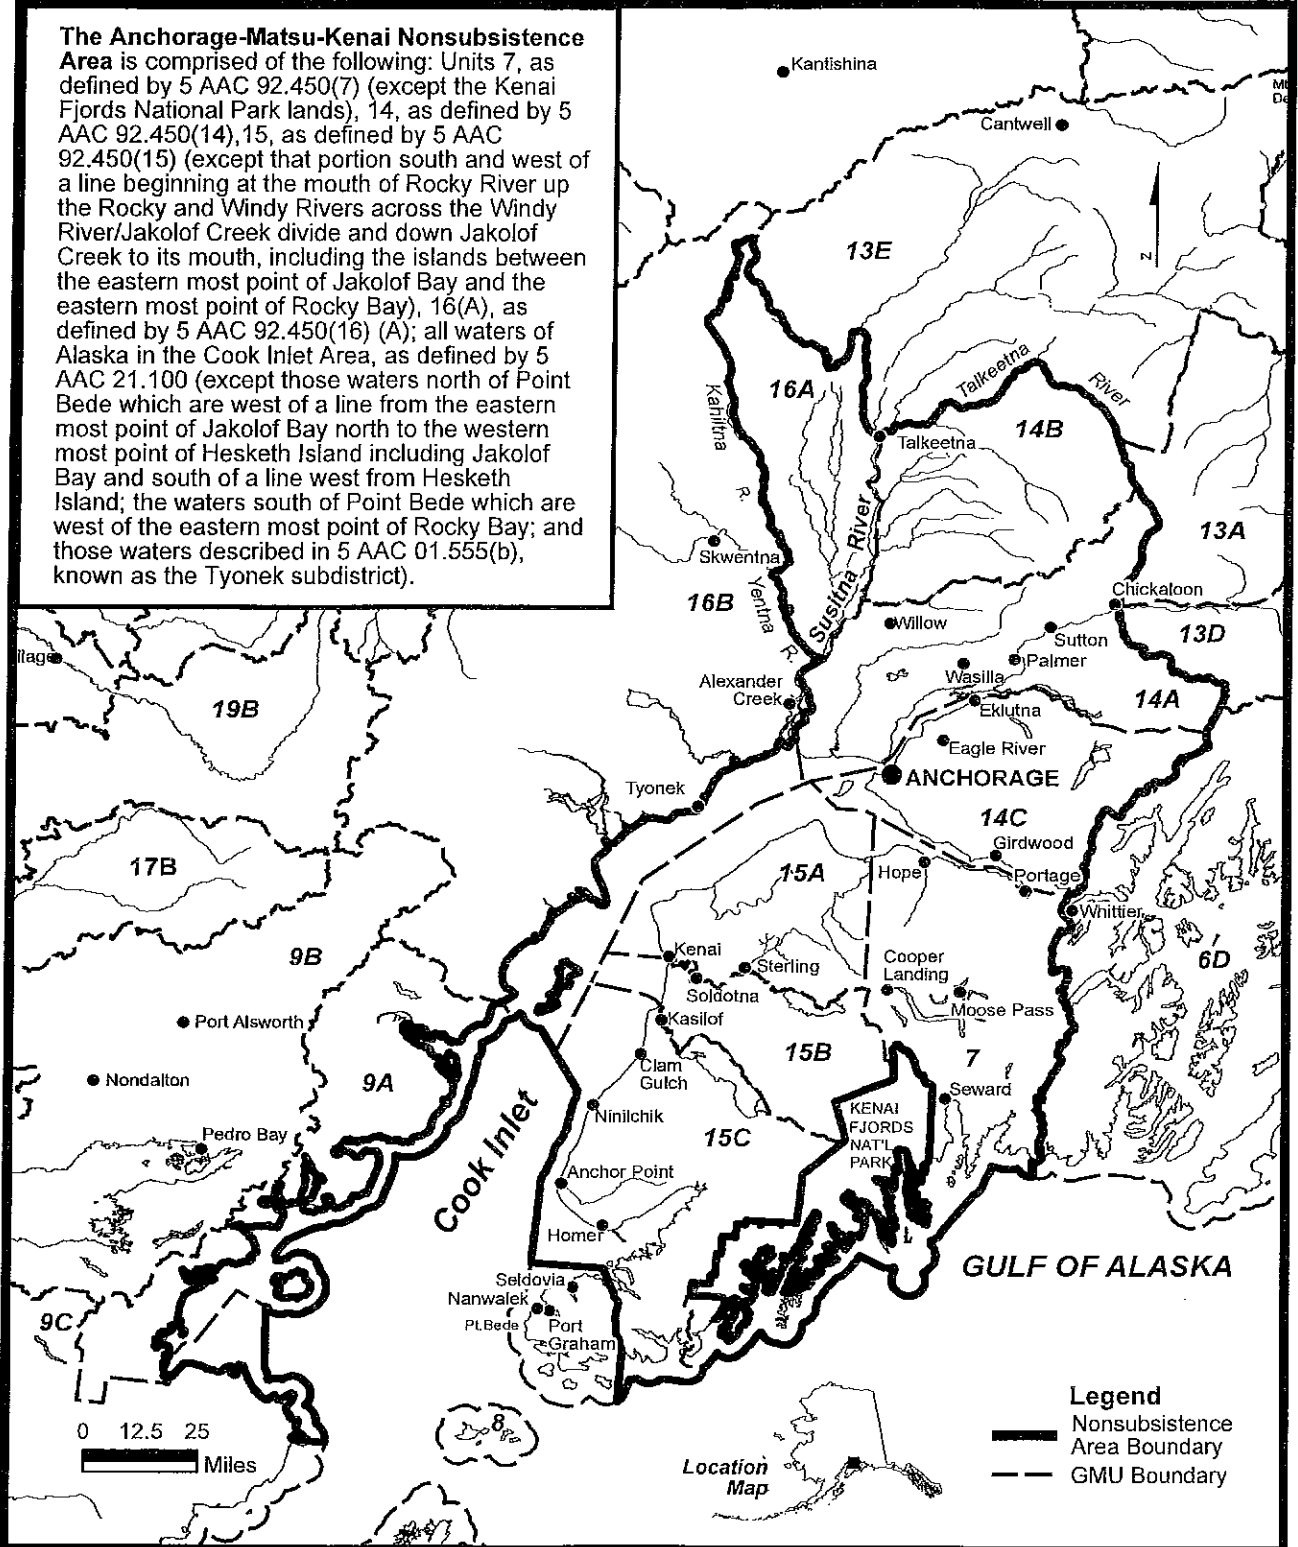 The Anchorage-Matsu-Kenai Nonsubsistence
Area is comprised of the following: Units 7, as
defined by 5 AAC 92.450(7) (except the Kenai
Fjords National Park lands), 14, as defined by 5
AAC 92.450(14),15, as defined by 5 AAC
92.450(15) (except that portion south and west of
a line beginning at the mouth of Rocky River up
the Rocky and Windy Rivers across the Windy
River/Jakolof Creek divide and down Jakolof
Creek to its mouth, including the islands between
the eastern most point of Jakolof Bay and the
eastern most point of Rocky Bay), 16(A), as
defined by 5 AAC 92.450(16) (A); all waters of
Alaska in the Cook Inlet Area, as defined by 5
AAC 21.100 (except those waters north of Point
Bede which are west of a line from the eastern
most point of Jakolof Bay north to the western
most point of Hesketh Island including Jakolof
Bay and south of a line west from Hesketh
Island; the waters south of Point Bede which are
west of the eastern most point of Rocky Bay; and
those waters described in 5 AAC 01.555(b),
known as the Tyonek subdistrict).
Kantishina
Cantwell
13E
N
16A
Kahiltna
R.
Talkeetna
River
14B
Talkeetna
Susitna River
13A
Skwentna
16B
Yentna
R.
Chickaloon
Willow
Sutton
13D
Palmer
Wasilla
Alexander
Creek
Eklutna
14A
19B
Eagle River
ANCHORAGE
Tyonek
14C
Girdwood
17B
15A
Hope
Portage
Whittier
9B
Kenai
Sterling
Cooper
Landing
6D
Soldotna
Moose Pass
Port Alsworth
Kasilof
15B
7
Clam
Gulch
Nondalton
9A
Seward
Ninilchik
KENAI
FJORDS
NAT'L
PARK
Pedro Bay
15C
Cook Inlet
Anchor Point
Homer
GULF OF ALASKA
Seldovia
Nanwalek
Pt.Bede
Port
Graham
9C
8
0 12.5 25
Miles
Location
Map
Legend
Nonsubsistence
Area Boundary
GMU Boundary